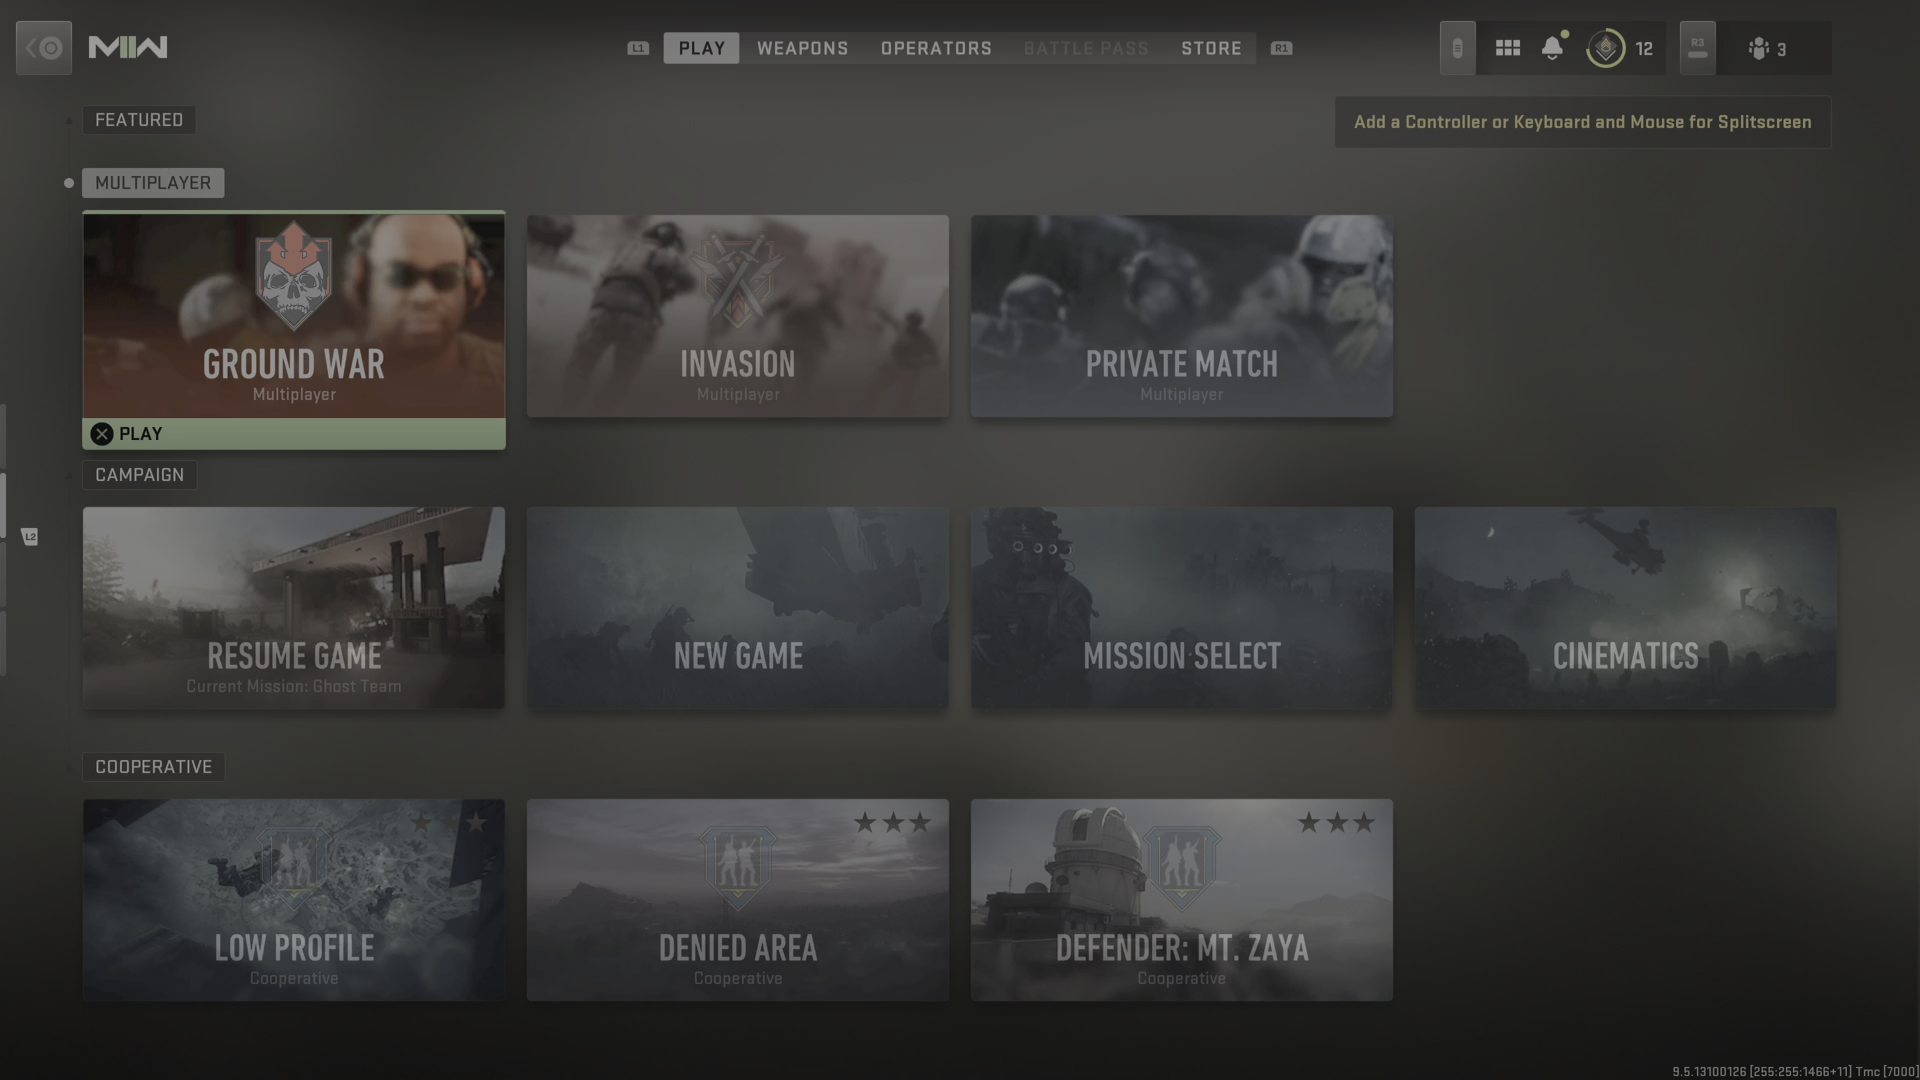 MW
L1
PLAY
WEAPONS
OPERATORS
BATTLE PASS
STORE
R1
12
R3
3
FEATURED
Add a Controller or Keyboard and Mouse for Splitscreen
MULTIPLAYER
GROUND WAR
Multiplayer
PLAY
INVASION
Multiplayer
PRIVATE MATCH
Multiplayer
CAMPAIGN
L2
RESUME GAME
Current Mission: Ghost Team
NEW GAME
MISSION SELECT
CINEMATICS
COOPERATIVE
LOW PROFILE
Cooperative
DENIED AREA
Cooperative
DEFENDER: MT. ZAYA
Cooperative
9.5.13100126 [255:255:1466+11] Tmc [7000]